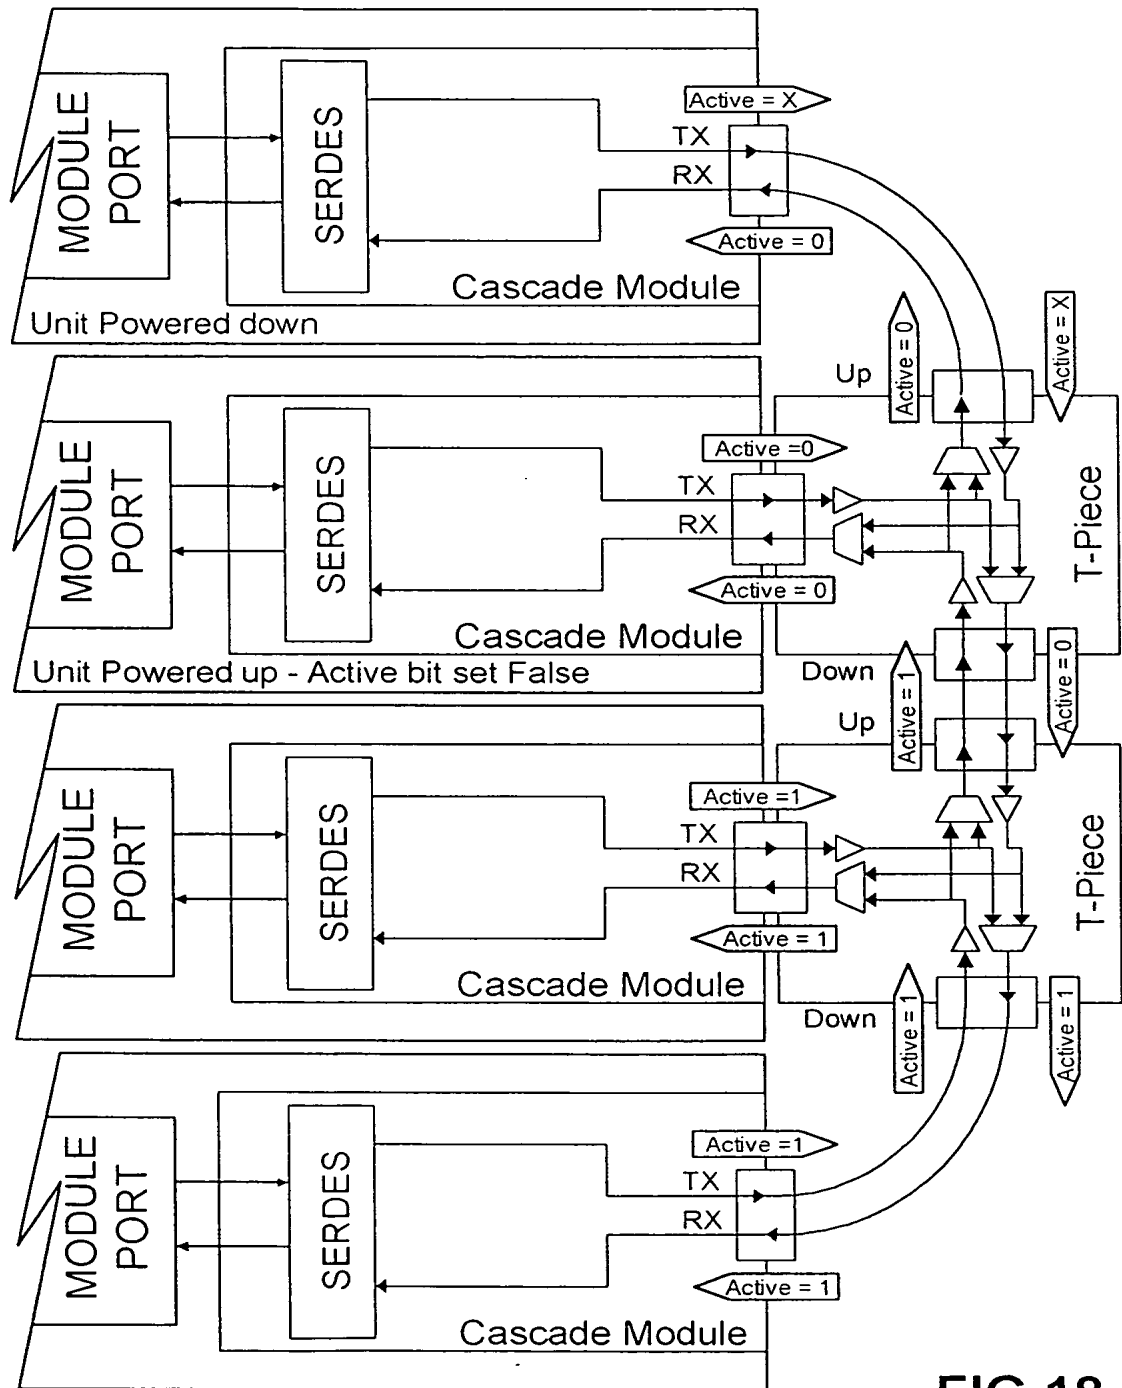 Active = X
MODULE
PORT
SERDES
TX
RX
Active = 0
Cascade Module
Unit Powered down
Up
Active = 0
Active = X
MODULE
PORT
SERDES
Active =0
TX
RX
Active = 0
T-Piece
Cascade Module
Unit Powered up - Active bit set False
Down
Active = 1
Active = 0
Up
MODULE
PORT
SERDES
Active =1
TX
RX
Active = 1
T-Piece
Cascade Module
Down
Active = 1
Active = 1
MODULE
PORT
SERDES
Active =1
TX
RX
Active = 1
Cascade Module